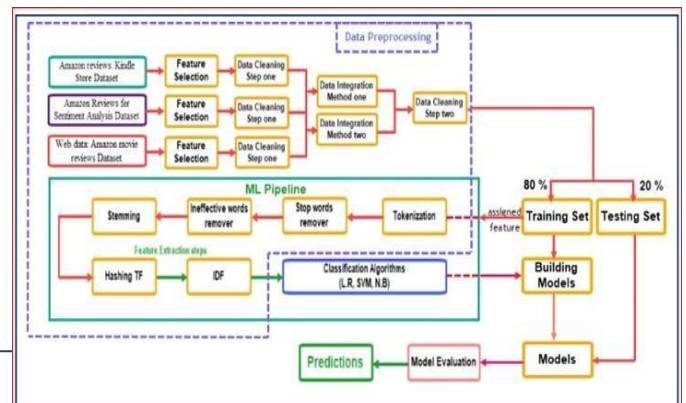 Data Preprocessing
Amazon reviews: Kindle
Store Dataset
Feature
Selection
Data Cleaning
Step one
Amazon Reviews for
Sentiment Analysis Dataset
Feature
Selection
Data Cleaning
Step one
Web data: Amazon movie
reviews Dataset
Feature
Selection
Data Cleaning
Step one
Data Integration
Method one
Data Integration
Method two
Data Cleaning
Step two
80 %
20 %
Training Set
Testing Set
ML Pipeline
Stemming
Ineffective words
remover
Stop words
remover
Tokenization
assigned
feature
Feature Extraction steps
Hashing TF
IDF
Classification Algorithms
(L.R, SVM, N.B)
Building
Models
Predictions
Model Evaluation
Models